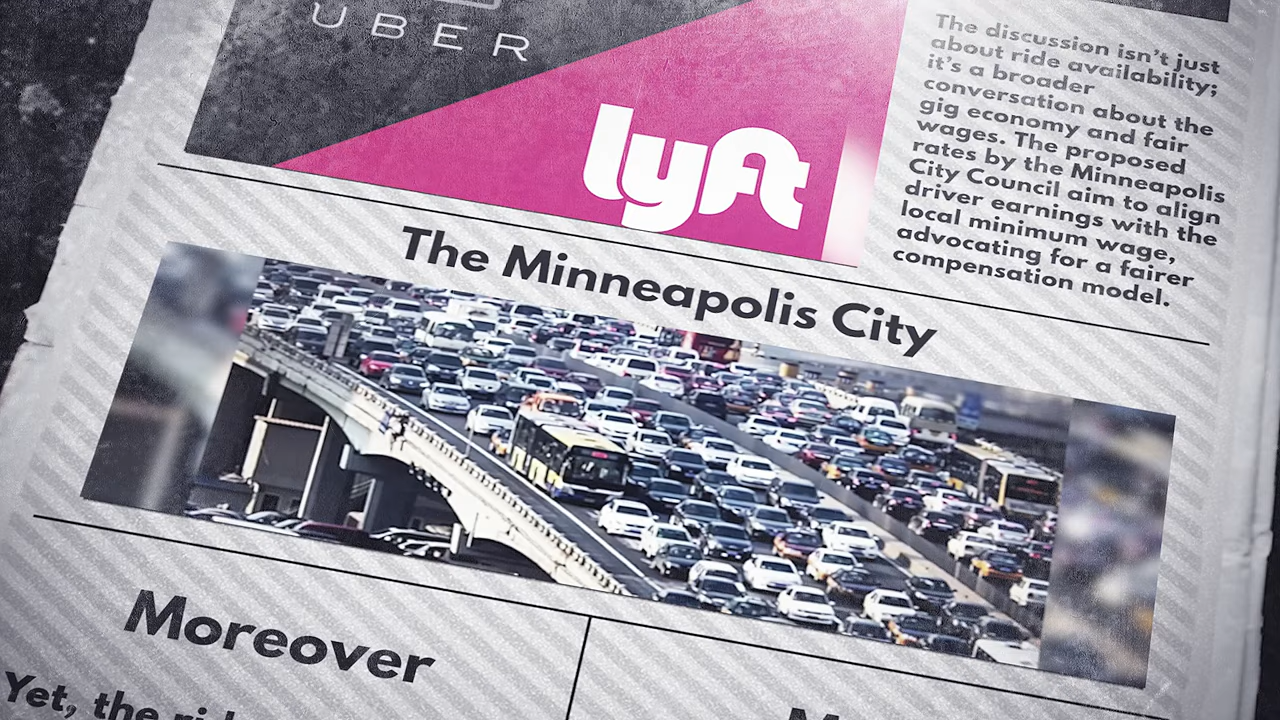 UBER
lyft
The discussion isn't just
about ride availability;
it's a broader
conversation about the
gig economy and fair
wages. The proposed
rates by the Minneapolis
City Council aim to align
driver earnings with the
local minimum wage,
advocating for a fairer
compensation model.
The Minneapolis City
Moreover
Yet, the